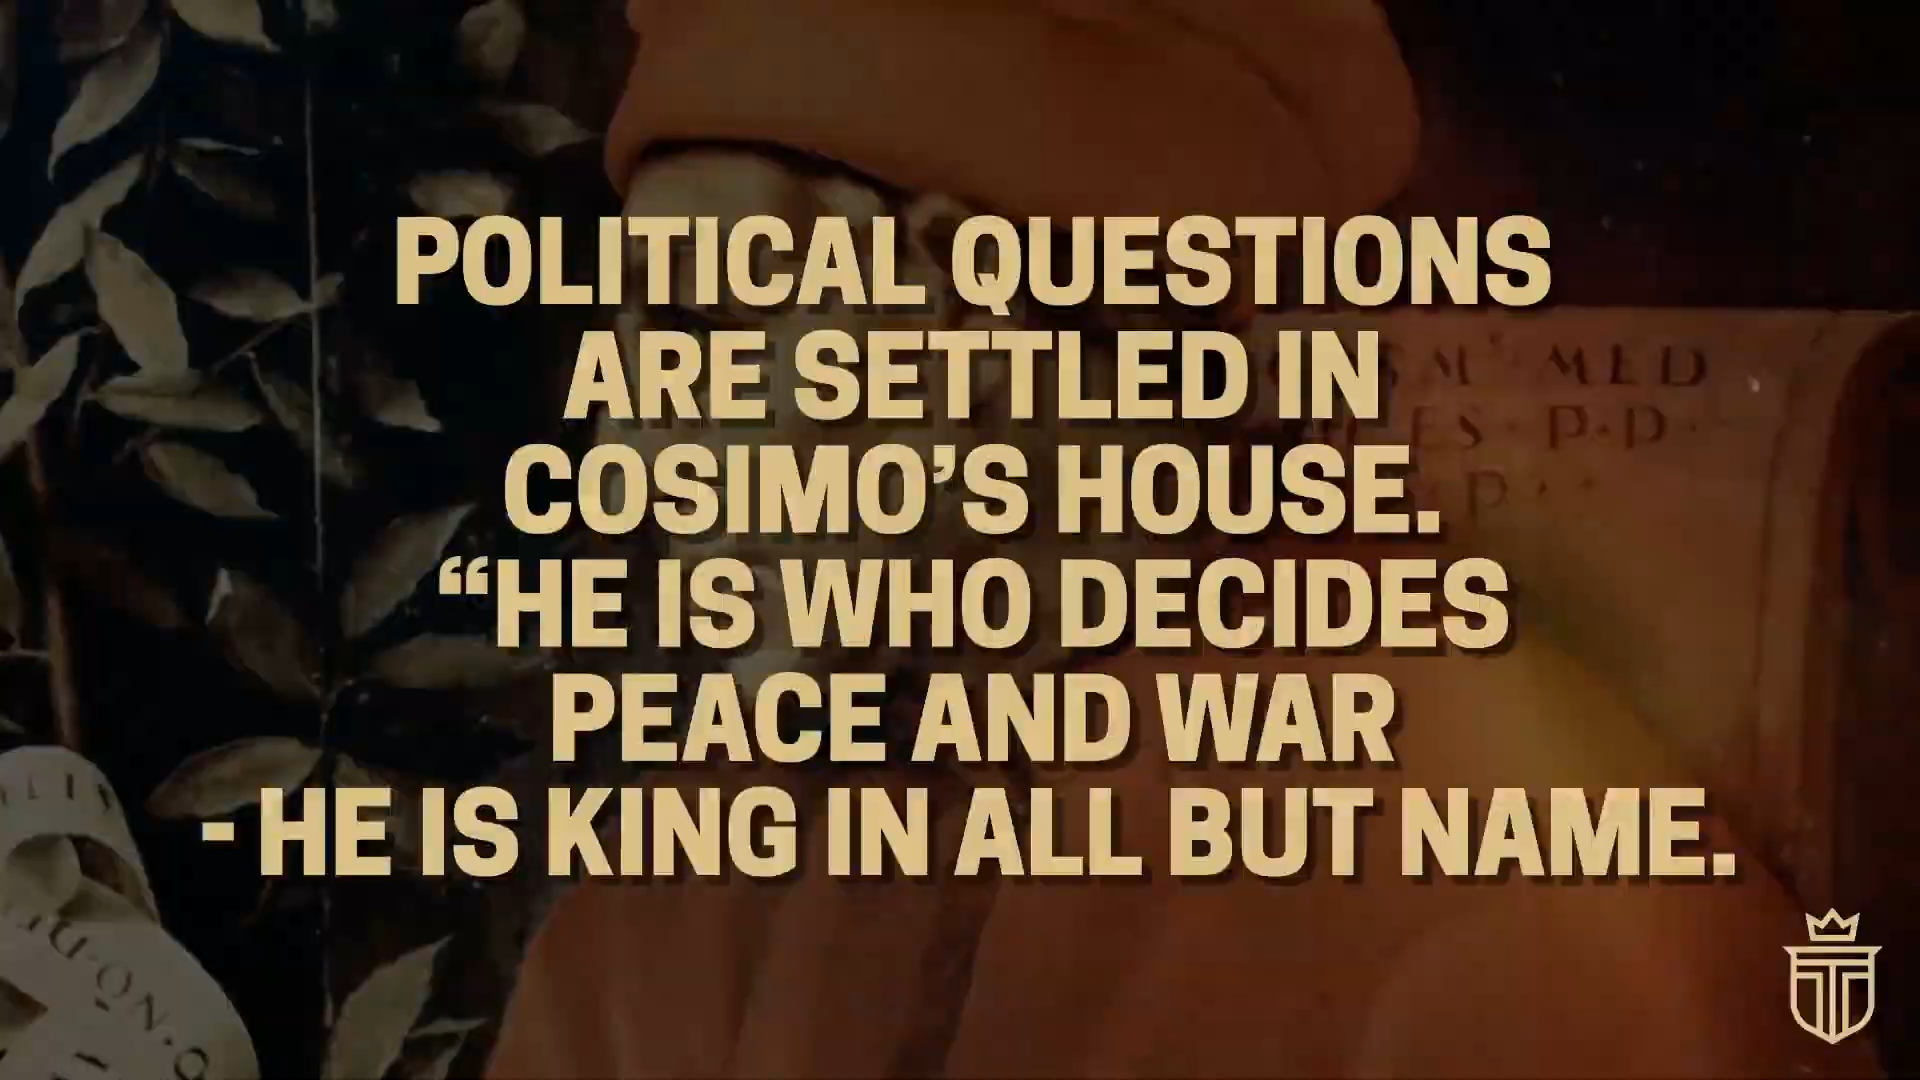 POLITICAL QUESTIONS
ARE SETTLED IN
COSIMO’S HOUSE.
“HE IS WHO DECIDES
PEACE AND WAR
- HE IS KING IN ALL BUT NAME.
MED
P·P